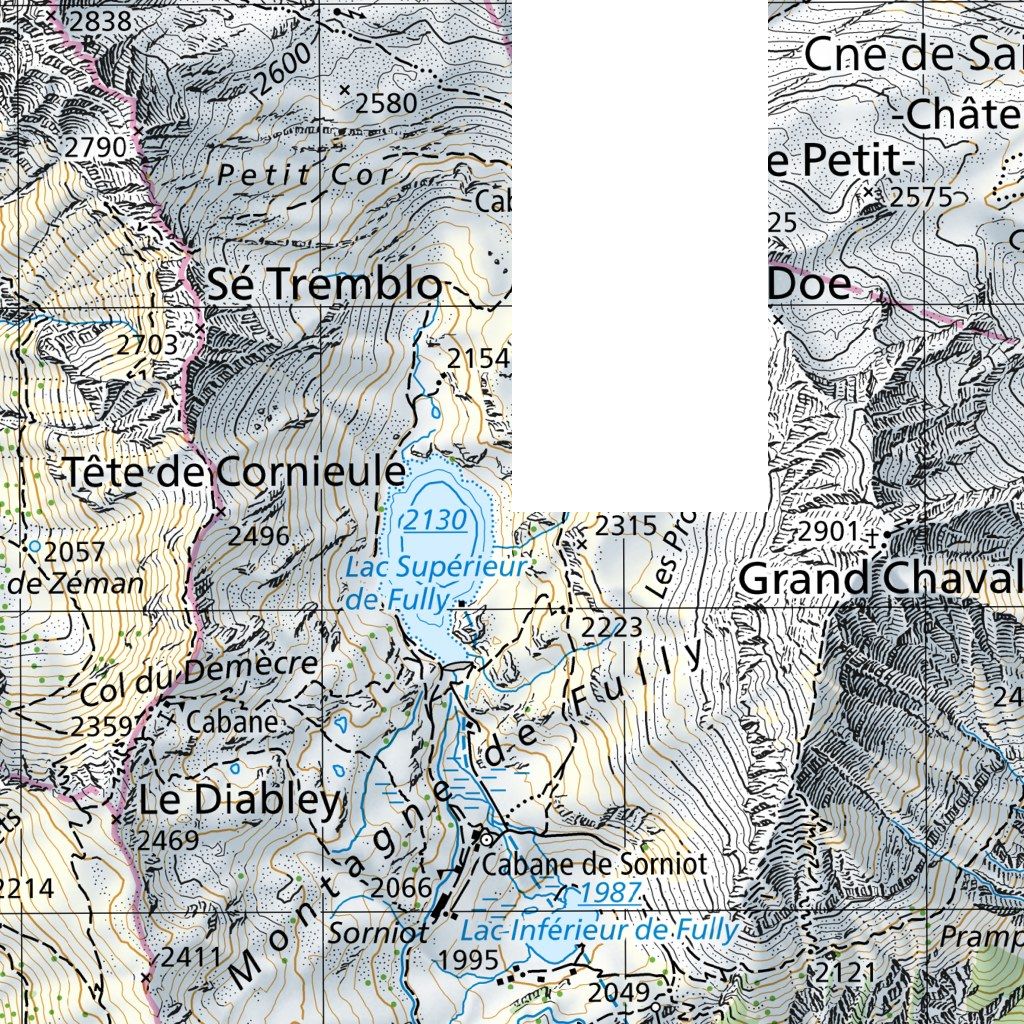 2838
Cne de Sai
2600
2580
-Châte
2790
e Petit-
Petit Cor
2575
Cab
25
Sé Tremblo
Doe
2703
2154
Tête de Cornieule
2130
2496
2315
2901
2057
de Zéman
Lac Supérieur
de Fully
Les Pro
Grand Chaval
2223
Col du Demècre
2359
Cabane
24
Le Diabley
Montagne de Fully
2469
Cabane de Sorniot
2214
2066
1987
Sorniot
Lac Inférieur de Fully
Pramp
2411
1995
2121
2049